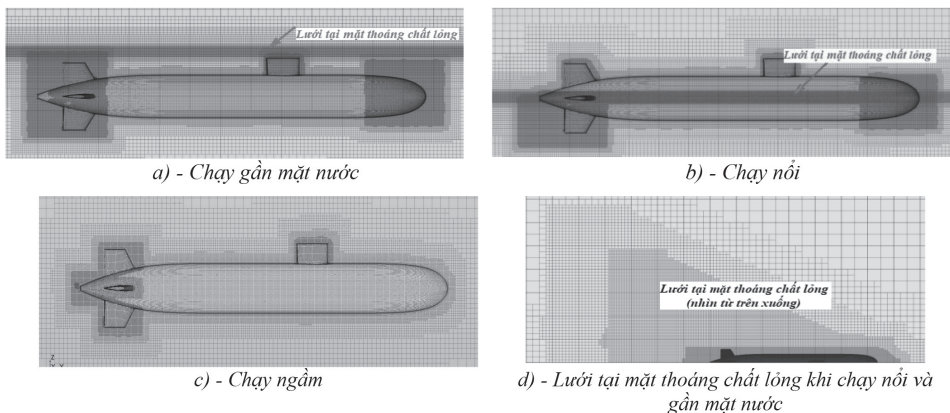 Lưới tại mặt thoáng chất lỏng
a) - Chạy gần mặt nước
Lưới tại mặt thoáng chất lỏng
b) - Chạy nổi
c) - Chạy ngầm
Lưới tại mặt thoáng chất lỏng
(nhìn từ trên xuống)
d) - Lưới tại mặt thoáng chất lỏng khi chạy nổi và
gần mặt nước